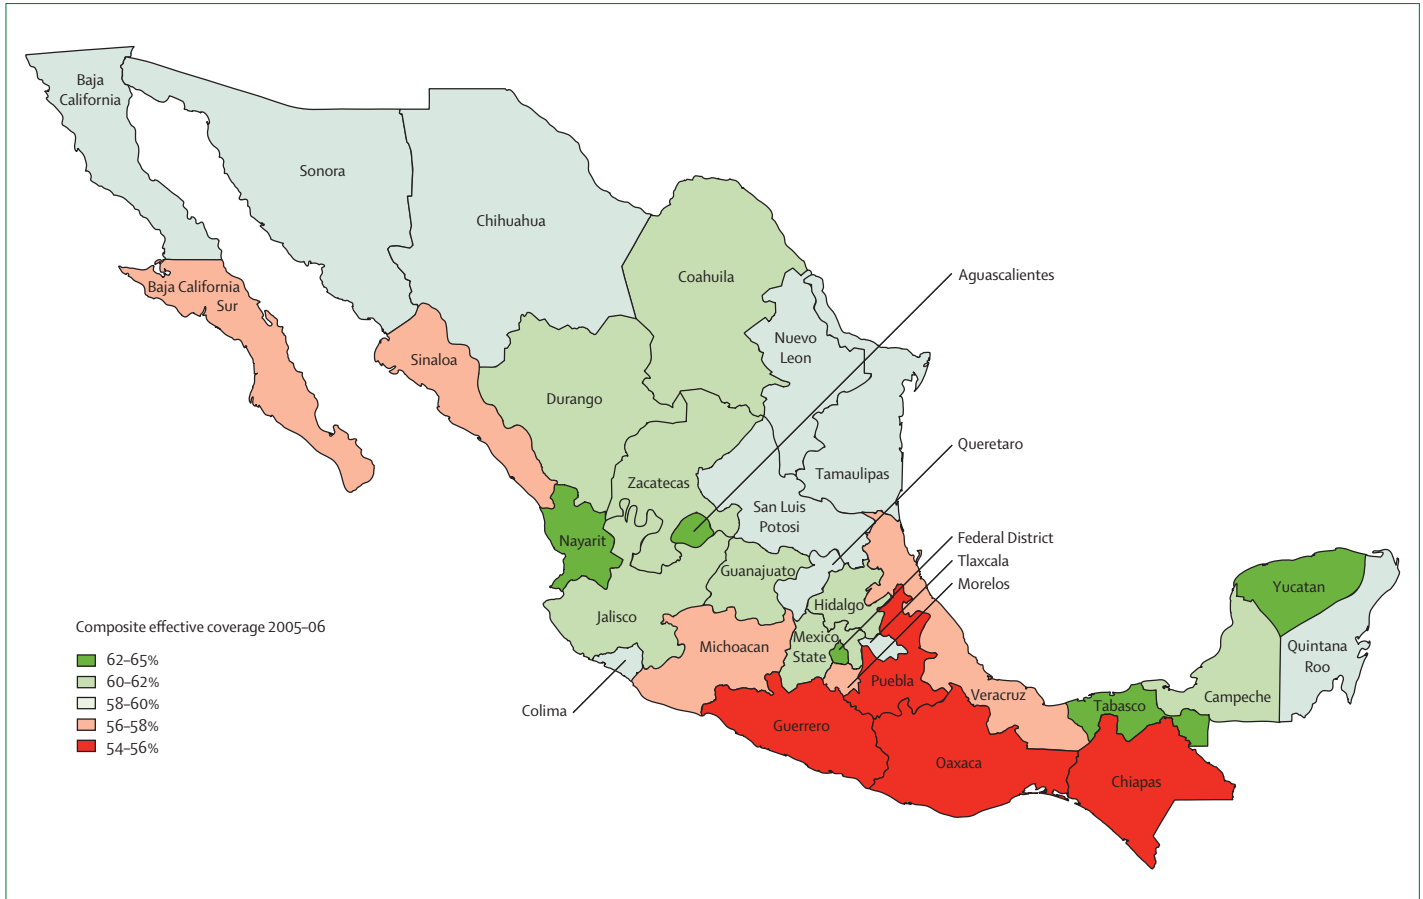 Baja
California
Sonora
Chihuahua
Coahuila
Aguascalientes
Baja California
Sur
Nuevo
Leon
Sinaloa
Durango
Queretaro
Tamaulipas
Zacatecas
San Luis
Potosi
Federal District
Nayarit
Tlaxcala
Guanajuato
Morelos
Yucatan
Hidalgo
Jalisco
Composite effective coverage 2005–06
Mexico
State
Michoacan
Quintana
Roo
62–65%
60–62%
58–60%
56–58%
54–56%
Puebla
Veracruz
Campeche
Tabasco
Colima
Guerrero
Oaxaca
Chiapas